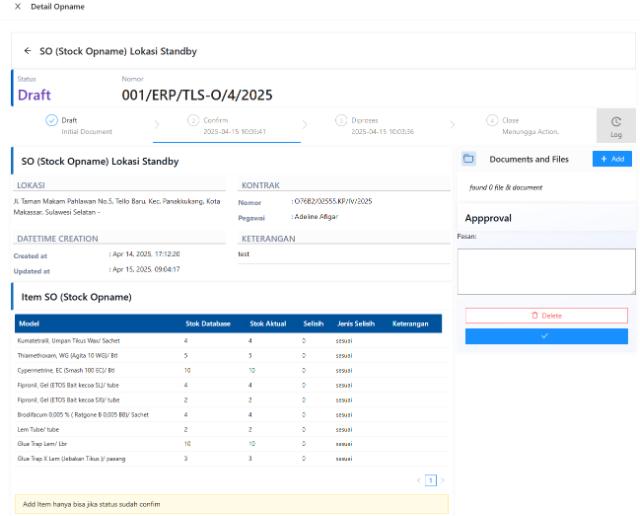 X Detail Opname
← SO (Stock Opname) Lokasi Standby
Status
Nomor
Draft
001/ERP/TLS-O/4/2025
Draft
Initial Document
2 Confirm
2025-04-15 10:03:41
3 Diproses
2025-04-15 10:03:36
4 Close
Menunggu Action.
Log
SO (Stock Opname) Lokasi Standby
LOKASI
Jl. Taman Makam Pahlawan No.5, Tello Baru, Kec. Panakkukang, Kota
Makassar, Sulawesi Selatan -
KONTRAK
Nomor : 07682/02555.KP/IV/2025
Pegawai : Adeline Afigar
DATETIME CREATION
Created at : Apr 14, 2025, 17:12:20
Updated at : Apr 15, 2025, 09:04:17
KETERANGAN
test
Documents and Files
+ Add
found 0 file & document
Appproval
Pesan:
Delete
Item SO (Stock Opname)
Model Stok Database Stok Aktual Selisih Jenis Selisih Keterangan
Kumatetralil, Umpan Tikus Wax/ Sachet 4 4 0 sesuai
Thiamethoxam, WG (Agita 10 WG)/ Btl 5 5 0 sesuai
Cypermetrine, EC (Smash 100 EC)/ Btl 10 10 0 sesuai
Fipronil, Gel (ETOS Bait kecoa SL)/ tube 4 4 0 sesuai
Fipronil, Gel (ETOS Bait kecoa 2 2 0 sesuai
Brodifacum 0,005 % ( Ratgone B 0,005 BB)/ Sachet 4 4 0 sesuai
Lem Tube/ tube 2 2 0 sesuai
Glue Trap Lem/ Lbr 10 10 0 sesuai
Glue Trap X Lem (Jebakan Tikus )/ pasang 3 3 0 sesuai
< 1 >
Add Item hanya bisa jika status sudah confim